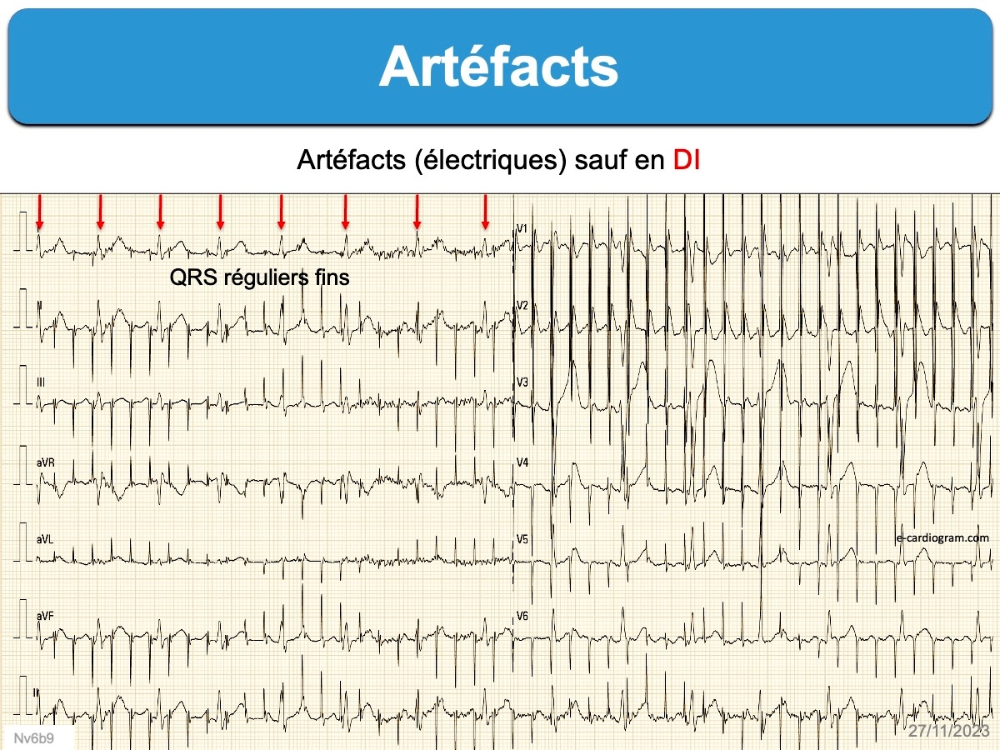 Artéfacts
Artéfacts (électriques) sauf en DI
I
V1
QRS réguliers fins
II
V2
III
V3
aVR
V4
aVL
V5
e-cardiogram.com
aVF
V6
II
Nv6b9
27/11/2023